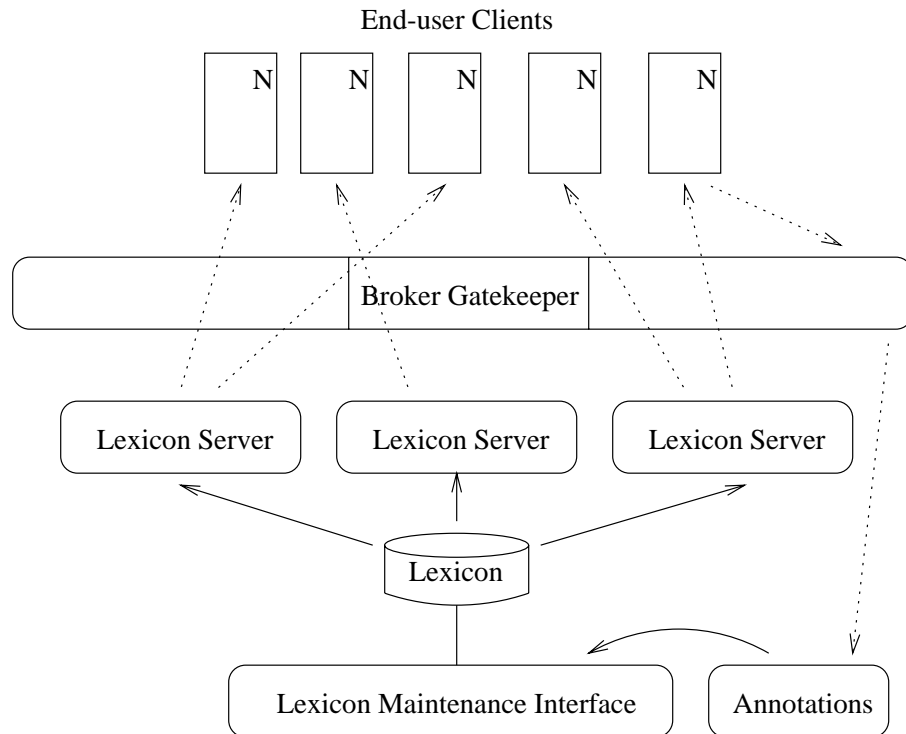 End-user Clients
N N N N N
Broker Gatekeeper
Lexicon Server Lexicon Server Lexicon Server
Lexicon
Lexicon Maintenance Interface Annotations